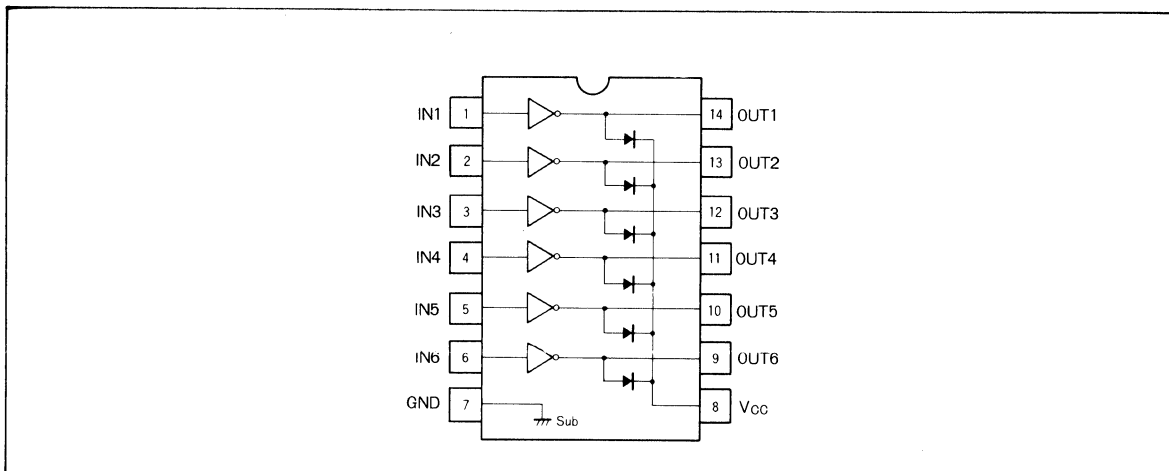 IN1 1 14 OUT1
IN2 2 13 OUT2
IN3 3 12 OUT3
IN4 4 11 OUT4
IN5 5 10 OUT5
IN6 6 9 OUT6
GND 7 Sub 8 VCC